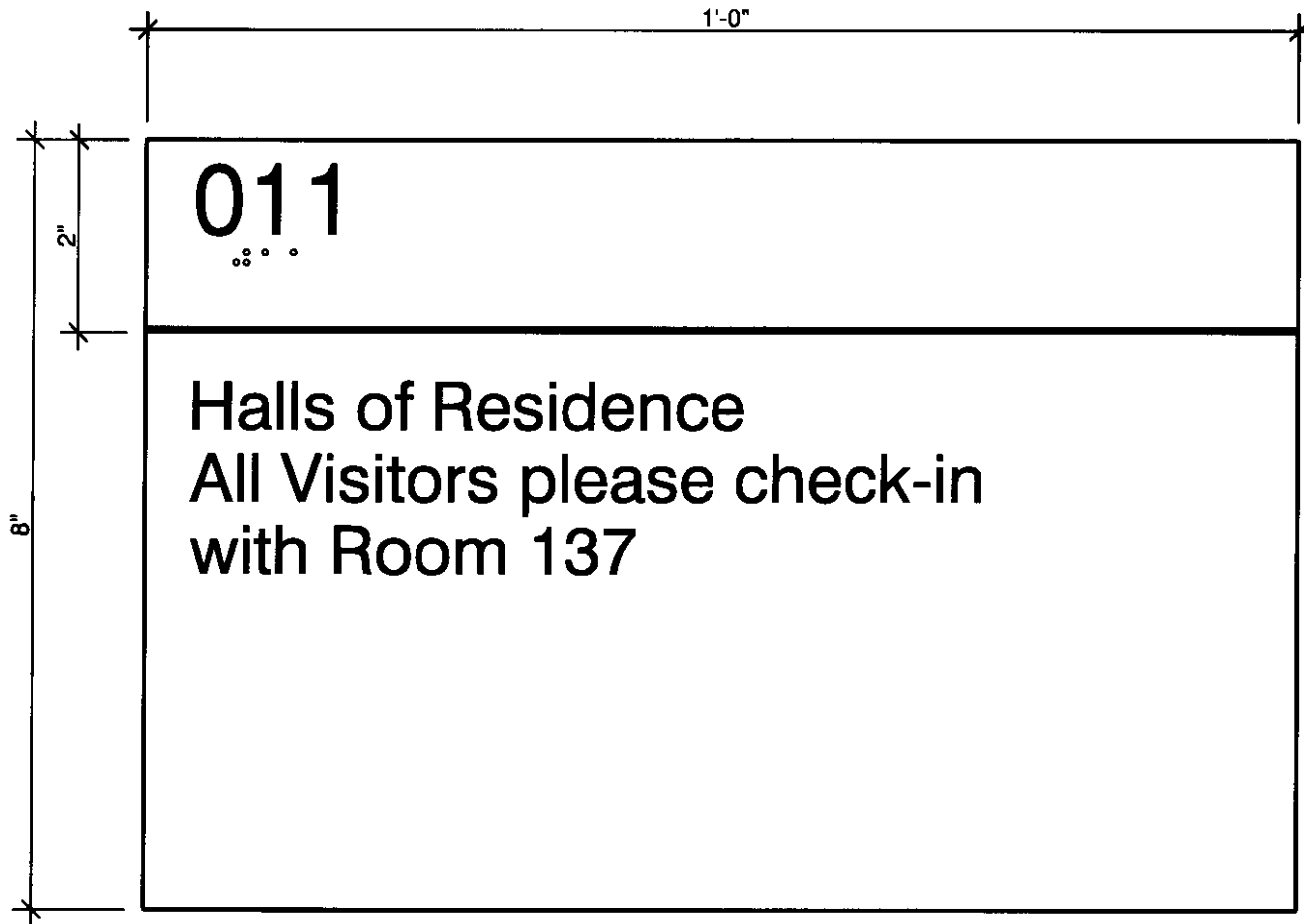 1'-0"
2"
8"
011
Halls of Residence
All Visitors please check-in
with Room 137